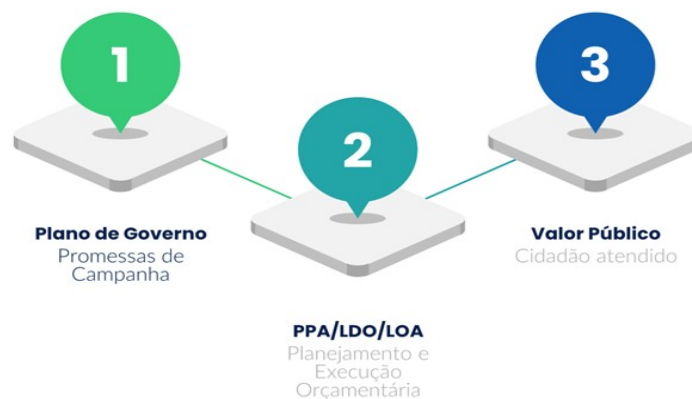 1
Plano de Governo
Promessas de
Campanha
2
PPA/LDO/LOA
Planejamento e
Execução
Orçamentária
3
Valor Público
Cidadão atendido